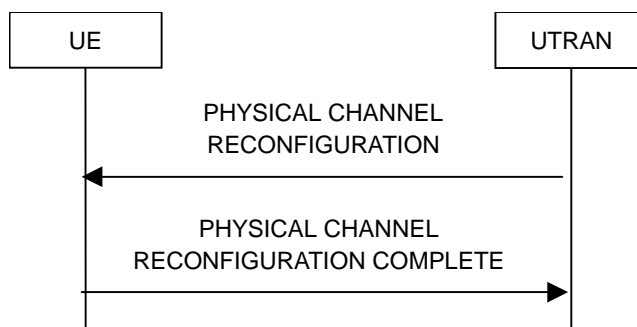 UE
UTRAN
PHYSICAL CHANNEL
RECONFIGURATION
PHYSICAL CHANNEL
RECONFIGURATION COMPLETE